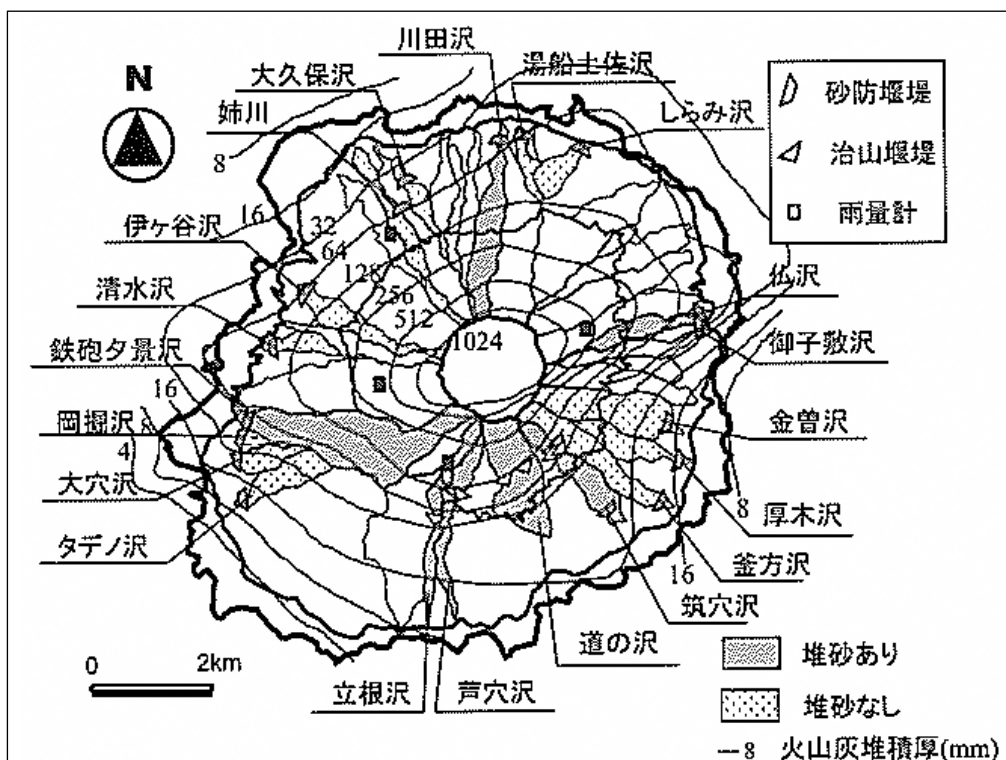 川田沢
湯船土佐沢
N
大久保沢
姉川
しらみ沢
8
砂防堰堤
治山堰堤
雨量計
伊ヶ谷沢
16
32
64
128
256
512
1024
清水沢
仏沢
鉄砲夕景沢
御子敷沢
16
岡堀沢
4
金曽沢
大穴沢
8
厚木沢
タデノ沢
釜方沢
16
筑穴沢
道の沢
0 2km
立根沢
芦穴沢
堆砂あり
堆砂なし
8 火山灰堆積厚(mm)